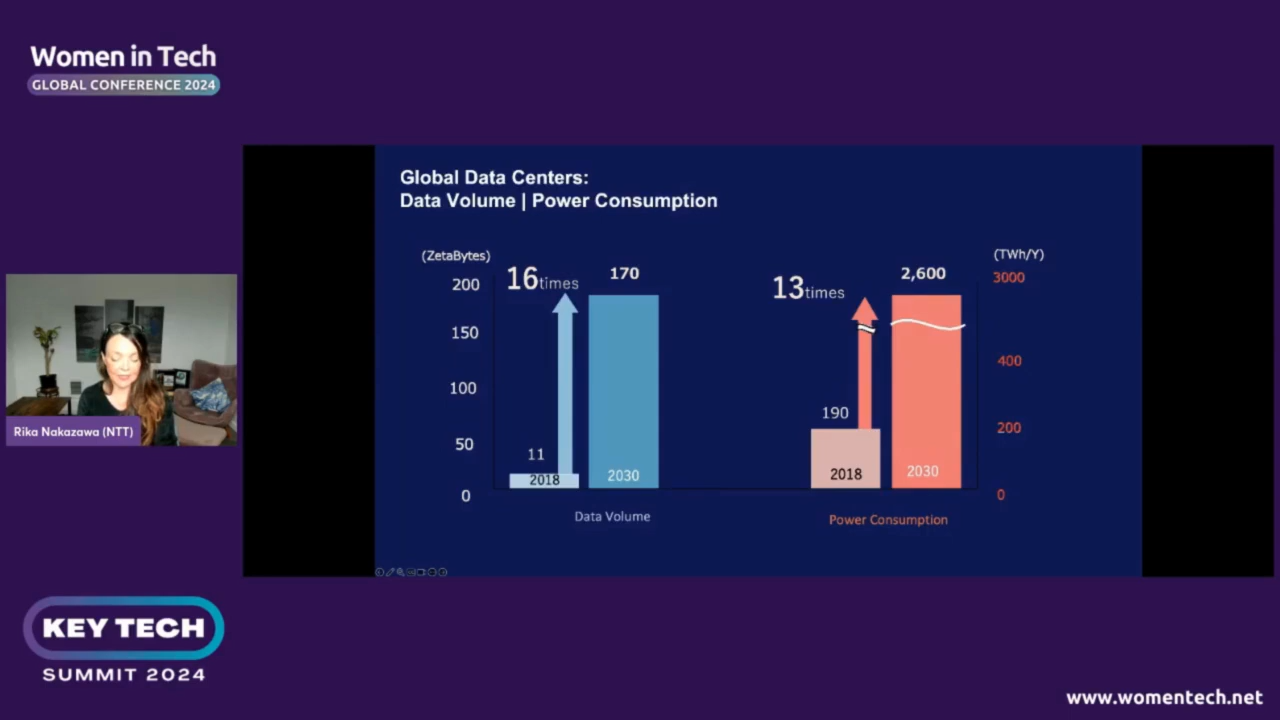 Women in Tech
GLOBAL CONFERENCE 2024
Global Data Centers:
Data Volume | Power Consumption
(ZetaBytes)
200
150
100
50
0
16times
170
11
2018
2030
Data Volume
13times
2,600
190
2018
2030
Power Consumption
(TWh/Y)
3000
400
200
0
Rika Nakazawa (NTT)
KEY TECH
SUMMIT 2024
www.womentech.net